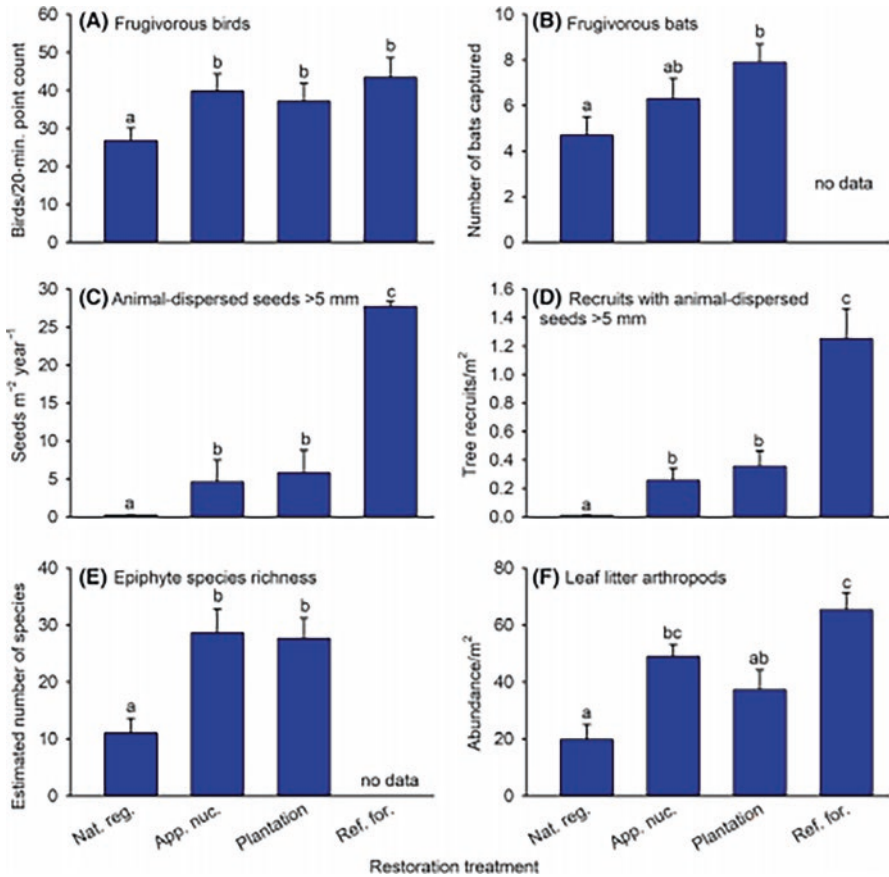 (A) Frugivorous birds
Birds/20-min. point count
60
50
40
30
20
10
0
a
b
b
b
(B) Frugivorous bats
Number of bats captured
10
8
6
4
2
0
a
ab
b
no data
(C) Animal-dispersed seeds >5 mm
Seeds m⁻² year⁻¹
30
25
20
15
10
5
0
a
b
b
c
(D) Recruits with animal-dispersed
seeds >5 mm
Tree recruits/m²
1.6
1.4
1.2
1.0
0.8
0.6
0.4
0.2
0.0
a
b
b
c
(E) Epiphyte species richness
Estimated number of species
40
30
20
10
0
a
b
b
no data
Nat. reg.
App. nuc.
Plantation
Ref. for.
(F) Leaf litter arthropods
Abundance/m²
80
60
40
20
0
a
bc
ab
c
Nat. reg.
App. nuc.
Plantation
Ref. for.
Restoration treatment